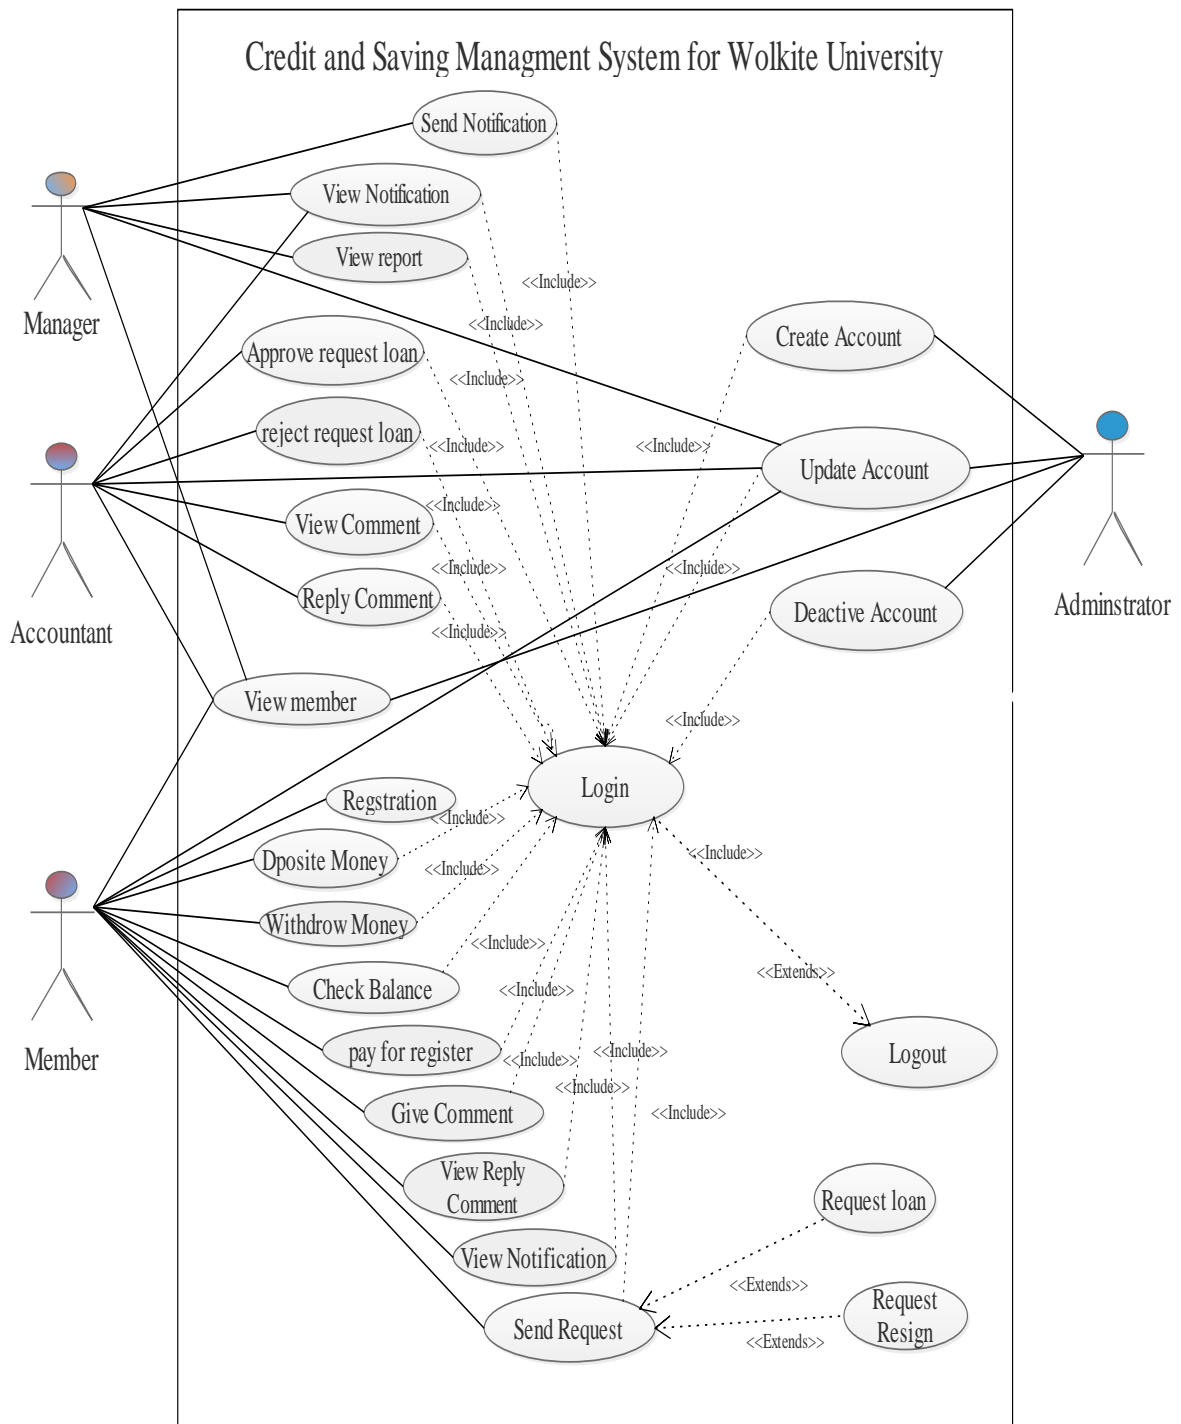 Credit and Saving Managment System for Wolkite University
Send Notification
View Notification
View report
<<Include>>
Manager
<<Include>>
Create Account
Approve request loan
<<Include>>
reject request loan
<<Include>>
<<Include>>
Update Account
View Comment
<<Include>>
<<Include>>
<<Include>>
Reply Comment
Deactive Account
Adminstrator
Accountant
<<Include>>
View member
<<Include>>
Login
Regstration
<<Include>>
Dposite Money
<<Include>>
<<Include>>
Withdrow Money
<<Include>>
<<Extends>>
Check Balance
<<Include>>
Member
pay for register
<<Include>>
<<Include>>
Logout
<<Include>>
Give Comment
<<Include>>
View Reply
Comment
Request loan
View Notification
<<Extends>>
Send Request
Request
Resign
<<Extends>>